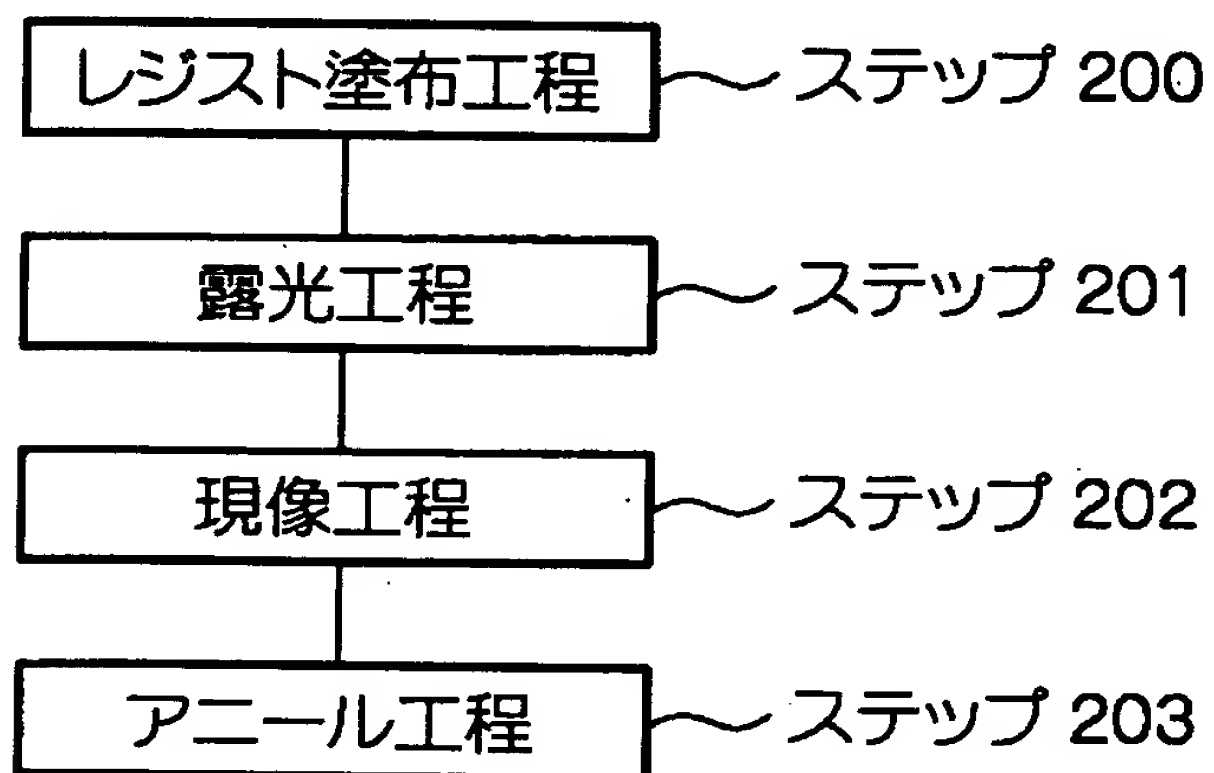 レジスト塗布工程 ステップ 200
露光工程 ステップ 201
現像工程 ステップ 202
アニール工程 ステップ 203